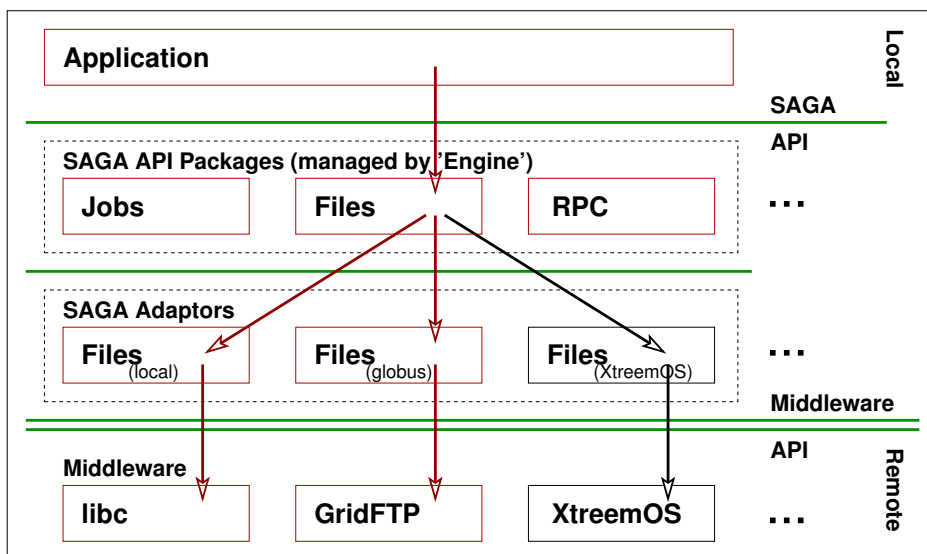 Application
Local
SAGA
API
SAGA API Packages (managed by 'Engine')
Jobs
Files
RPC
...
SAGA Adaptors
Files
(local)
Files
(globus)
Files
(XtreemOS)
...
Middleware
API
Remote
Middleware
libc
GridFTP
XtreemOS
...